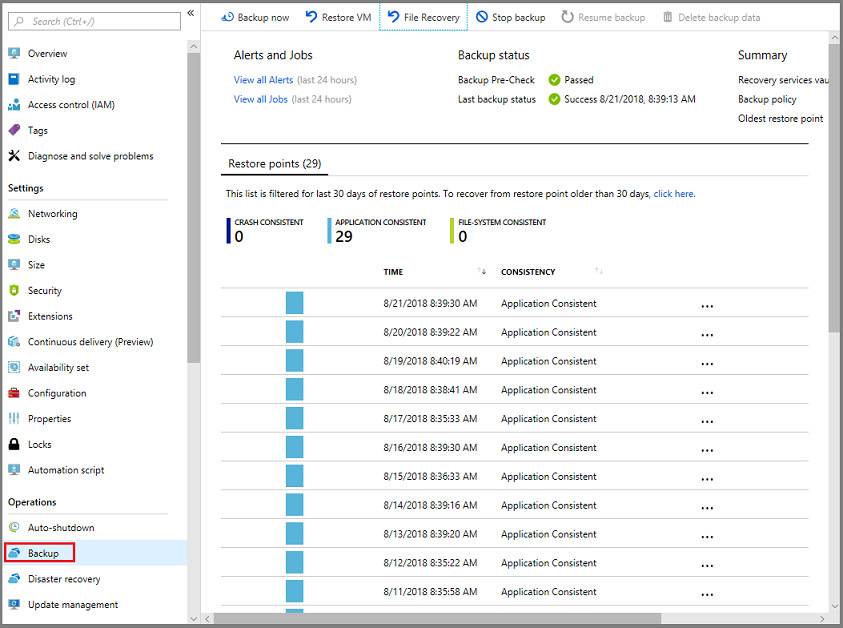 Search (Ctrl+/)
«
Overview
Activity log
Access control (IAM)
Tags
Diagnose and solve problems
Settings
Networking
Disks
Size
Security
Extensions
Continuous delivery (Preview)
Availability set
Configuration
Properties
Locks
Automation script
Operations
Auto-shutdown
Backup
Disaster recovery
Update management
Backup now Restore VM File Recovery Stop backup Resume backup Delete backup data
Alerts and Jobs
View all Alerts (last 24 hours)
View all Jobs (last 24 hours)
Backup status
Backup Pre-Check Passed
Last backup status Success 8/21/2018, 8:39:13 AM
Summary
Recovery services vau
Backup policy
Oldest restore point
Restore points (29)
This list is filtered for last 30 days of restore points. To recover from restore point older than 30 days, click here.
CRASH CONSISTENT
0
APPLICATION CONSISTENT
29
FILE-SYSTEM CONSISTENT
0
TIME ↑↓ CONSISTENCY ↑↓
8/21/2018 8:39:30 AM Application Consistent ...
8/20/2018 8:39:22 AM Application Consistent ...
8/19/2018 8:40:19 AM Application Consistent ...
8/18/2018 8:38:41 AM Application Consistent ...
8/17/2018 8:35:33 AM Application Consistent ...
8/16/2018 8:39:30 AM Application Consistent ...
8/15/2018 8:36:33 AM Application Consistent ...
8/14/2018 8:39:16 AM Application Consistent ...
8/13/2018 8:39:20 AM Application Consistent ...
8/12/2018 8:35:22 AM Application Consistent ...
8/11/2018 8:35:58 AM Application Consistent ...